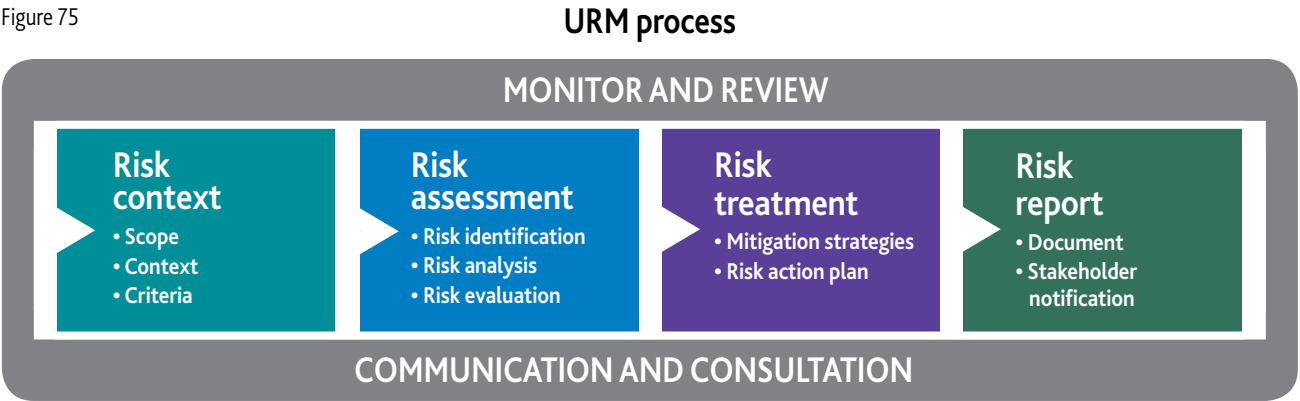 Figure 75
URM process
MONITOR AND REVIEW
Risk
context
• Scope
• Context
• Criteria
Risk
assessment
• Risk identification
• Risk analysis
• Risk evaluation
Risk
treatment
• Mitigation strategies
• Risk action plan
Risk
report
• Document
• Stakeholder
notification
COMMUNICATION AND CONSULTATION